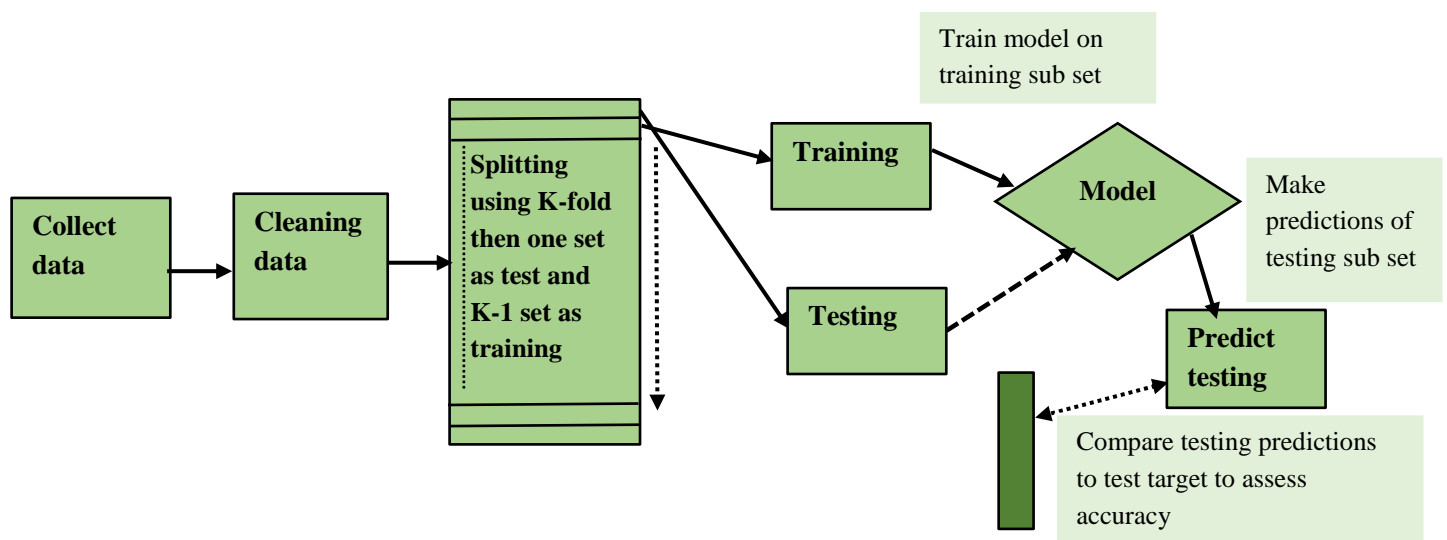 Collect
data
Cleaning
data
Splitting
using K-fold
then one set
as test and
K-1 set as
training
Training
Testing
Train model on
training sub set
Model
Make
predictions of
testing sub set
Predict
testing
Compare testing predictions
to test target to assess
accuracy